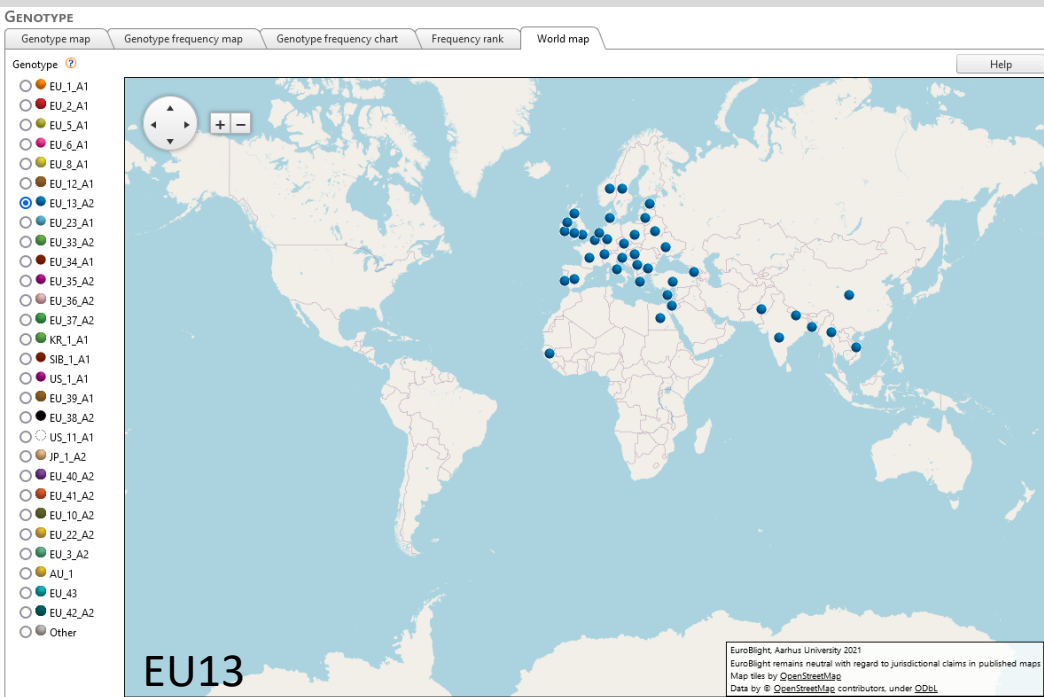 GENOTYPE
Genotype map Genotype frequency map Genotype frequency chart Frequency rank World map
Genotype ? Help
EU_1_A1
EU_2_A1
EU_5_A1
EU_6_A1
EU_8_A1
EU_12_A1
EU_13_A2
EU_23_A1
EU_33_A2
EU_34_A1
EU_35_A2
EU_36_A2
EU_37_A2
KR_1_A1
SIB_1_A1
US_1_A1
EU_39_A1
EU_38_A2
US_11_A1
JP_1_A2
EU_40_A2
EU_41_A2
EU_10_A2
EU_22_A2
EU_3_A2
AU_1
EU_43
EU_42_A2
Other
EU13
EuroBlight, Aarhus University 2021
EuroBlight remains neutral with regard to jurisdictional claims in published maps
Map tiles by OpenStreetMap
Data by © OpenStreetMap contributors, under ODbL